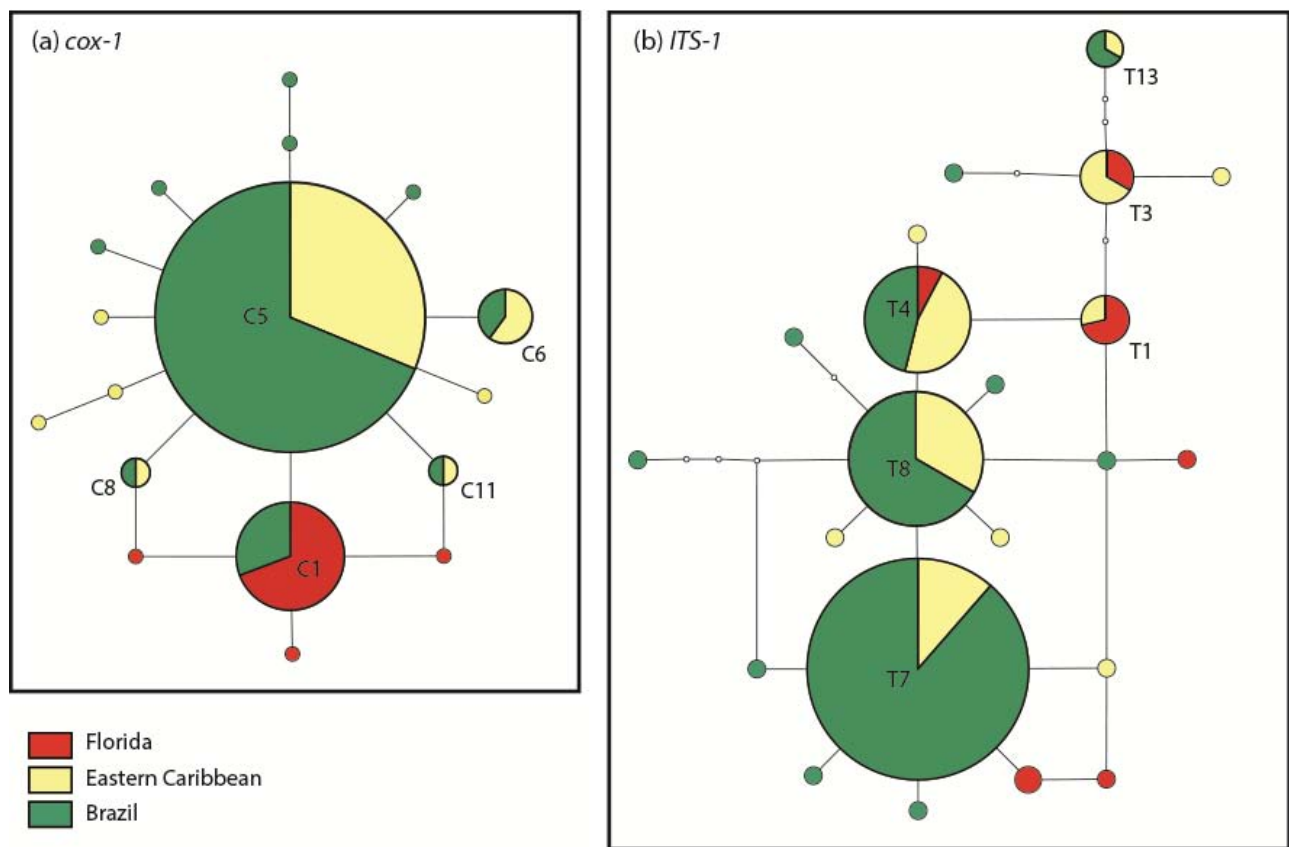 (a) cox-1
C5
C6
C8
C11
C1
Florida
Eastern Caribbean
Brazil
(b) ITS-1
T13
T3
T4
T1
T8
T7